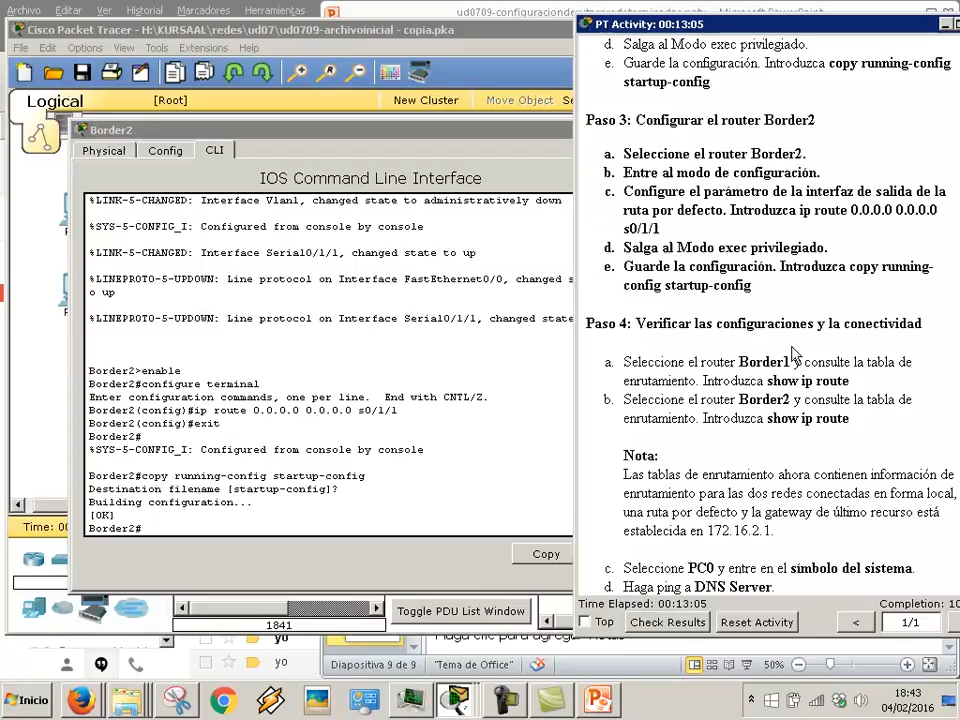 Archivo Editar Ver Historial Marcadores Herramientas
Cisco Packet Tracer - H:\KURSAAL\redes\ud07\ud0709-archivoinicial - copia.pka
File Edit Options View Tools Extensions Help
Logical [Root] New Cluster Move Object
Border2
Physical Config CLI
IOS Command Line Interface
%LINK-5-CHANGED: Interface Vlan1, changed state to administratively down
%SYS-5-CONFIG_I: Configured from console by console
%LINK-5-CHANGED: Interface Serial0/1/1, changed state to up
%LINEPROTO-5-UPDOWN: Line protocol on Interface FastEthernet0/0, changed s
o up
%LINEPROTO-5-UPDOWN: Line protocol on Interface Serial0/1/1, changed state
Border2>enable
Border2#configure terminal
Enter configuration commands, one per line. End with CNTL/Z.
Border2(config)#ip route 0.0.0.0 0.0.0.0 s0/1/1
Border2(config)#exit
Border2#
%SYS-5-CONFIG_I: Configured from console by console
Border2#copy running-config startup-config
Destination filename [startup-config]?
Building configuration...
[OK]
Border2#
Copy
Time: 00
Toggle PDU List Window
1841
PT Activity: 00:13:05
d. Salga al Modo exec privilegiado.
e. Guarde la configuración. Introduzca copy running-config
startup-config
Paso 3: Configurar el router Border2
a. Seleccione el router Border2.
b. Entre al modo de configuración.
c. Configure el parámetro de la interfaz de salida de la
ruta por defecto. Introduzca ip route 0.0.0.0 0.0.0.0
s0/1/1
d. Salga al Modo exec privilegiado.
e. Guarde la configuración. Introduzca copy running-
config startup-config
Paso 4: Verificar las configuraciones y la conectividad
a. Seleccione el router Border1 y consulte la tabla de
enrutamiento. Introduzca show ip route
b. Seleccione el router Border2 y consulte la tabla de
enrutamiento. Introduzca show ip route
Nota:
Las tablas de enrutamiento ahora contienen información de
enrutamiento para las dos redes conectadas en forma local,
una ruta por defecto y la gateway de último recurso está
establecida en 172.16.2.1.
c. Seleccione PC0 y entre en el símbolo del sistema.
d. Haga ping a DNS Server.
Time Elapsed: 00:13:05 Completion: 10
Top Check Results Reset Activity < 1/1
yo
yo
Diapositiva 9 de 9 "Tema de Office" 50%
Inicio
18:43
04/02/2016